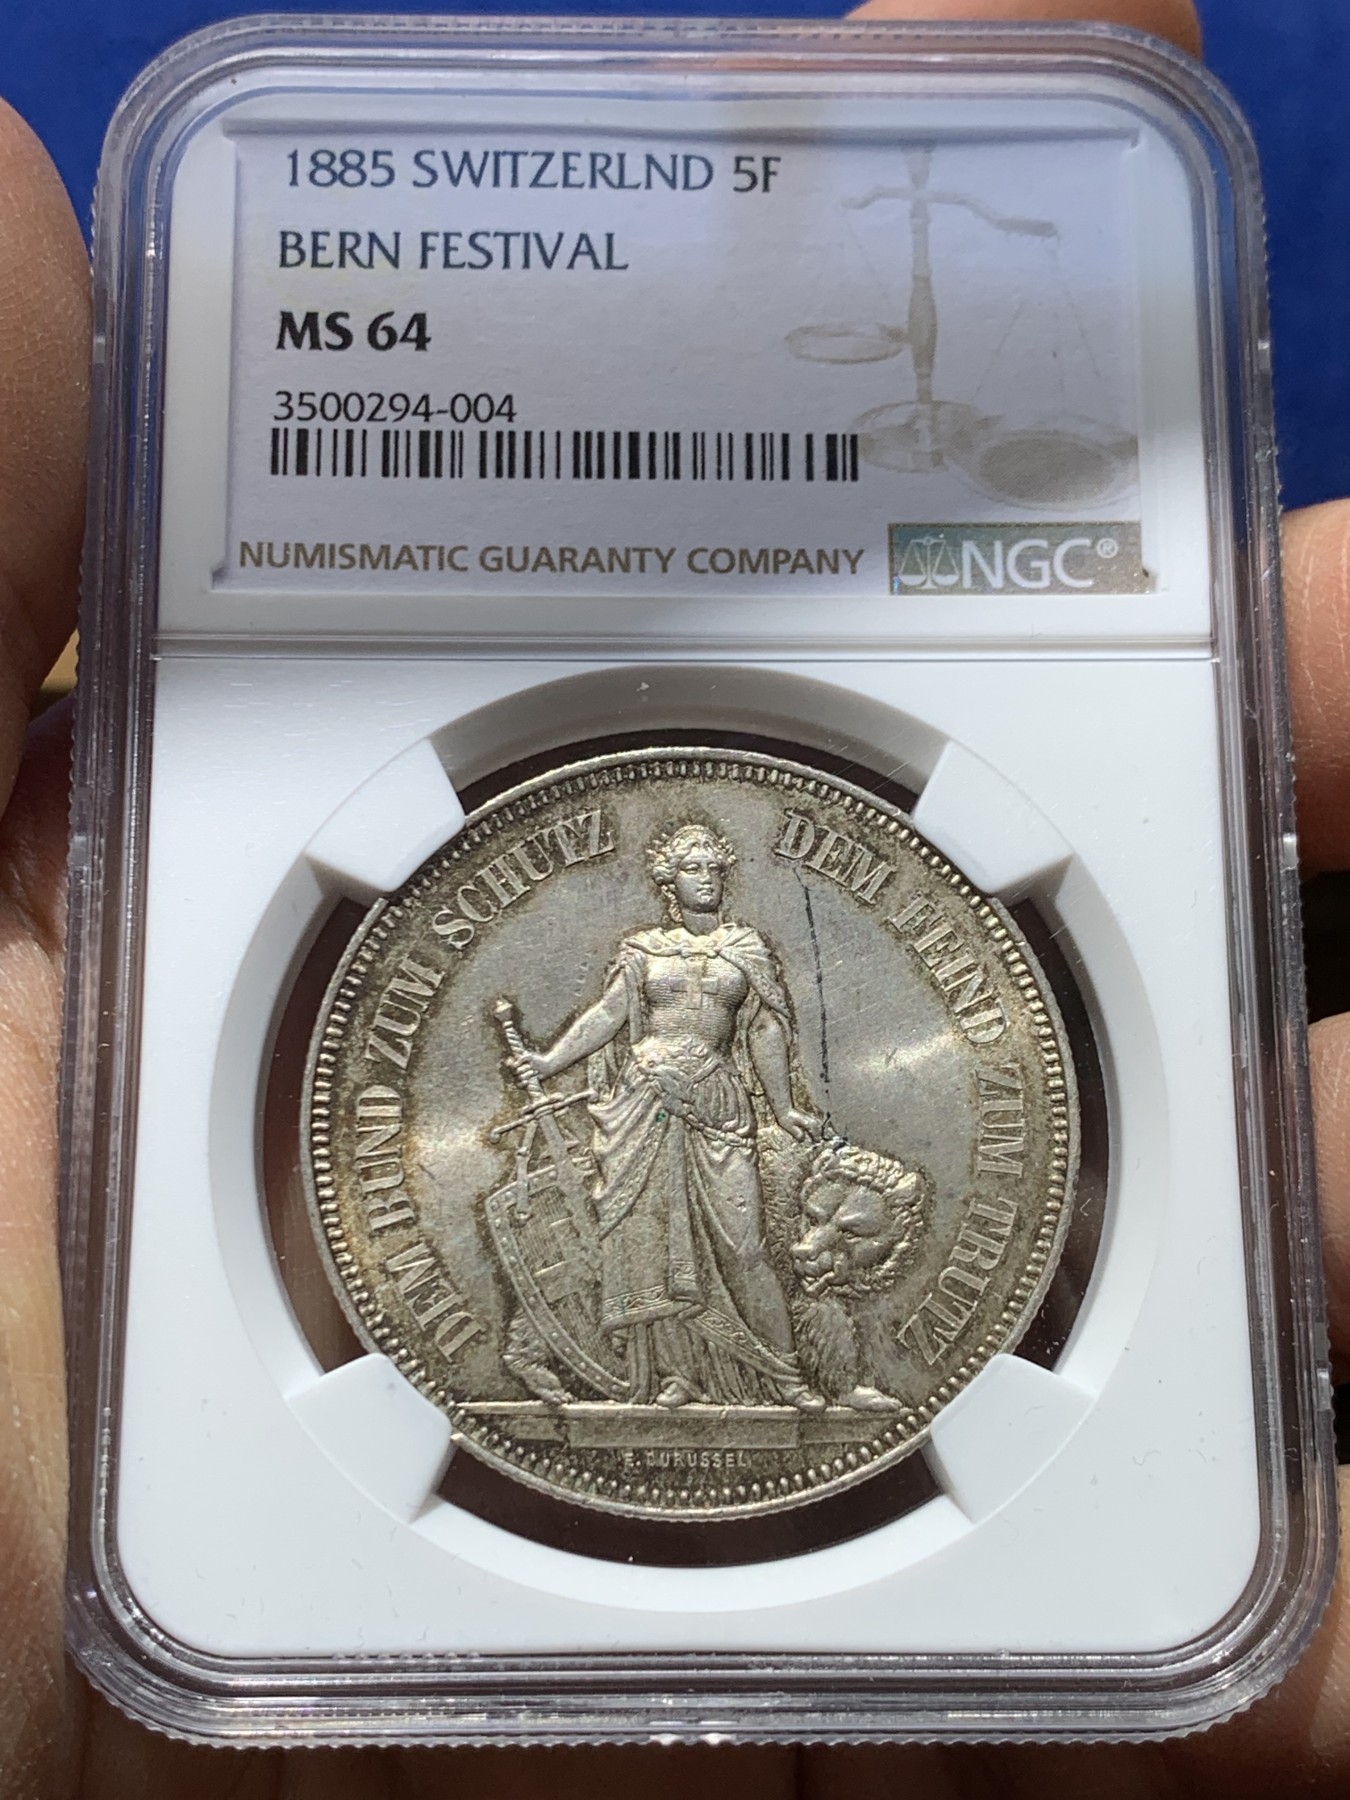 1885 SWITZERLND 5F
BERN FESTIVAL
MS 64
3500294-004
NUMISMATIC GUARANTY COMPANY
NGC®
DEM BUND ZUM SCHUTZ
DEM FEIND ZUM TRUTZ
E. DURUSSEL